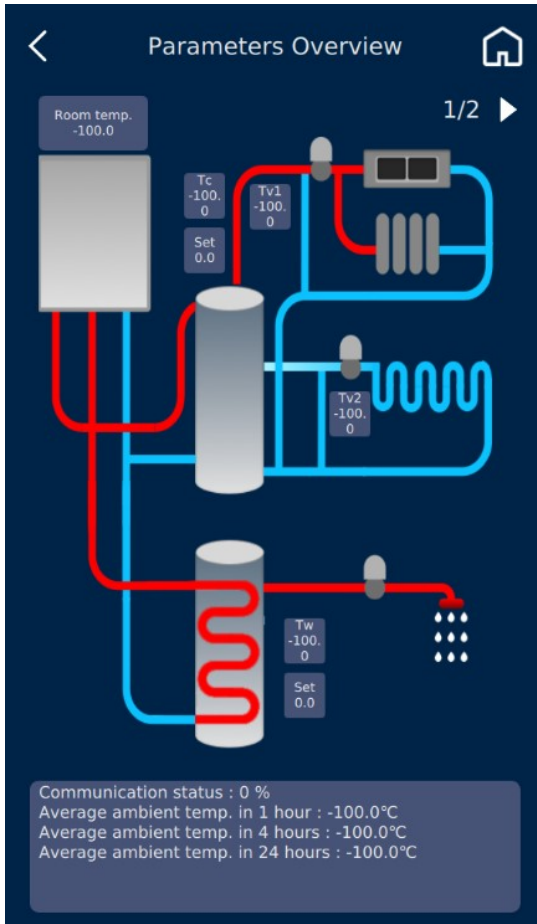 Parameters Overview
1/2
Room temp.
-100.0
Tc
-100.
0
Set
0.0
Tv1
-100.
0
Tv2
-100.
0
Tw
-100.
0
Set
0.0
Communication status : 0 %
Average ambient temp. in 1 hour : -100.0℃
Average ambient temp. in 4 hours : -100.0℃
Average ambient temp. in 24 hours : -100.0℃